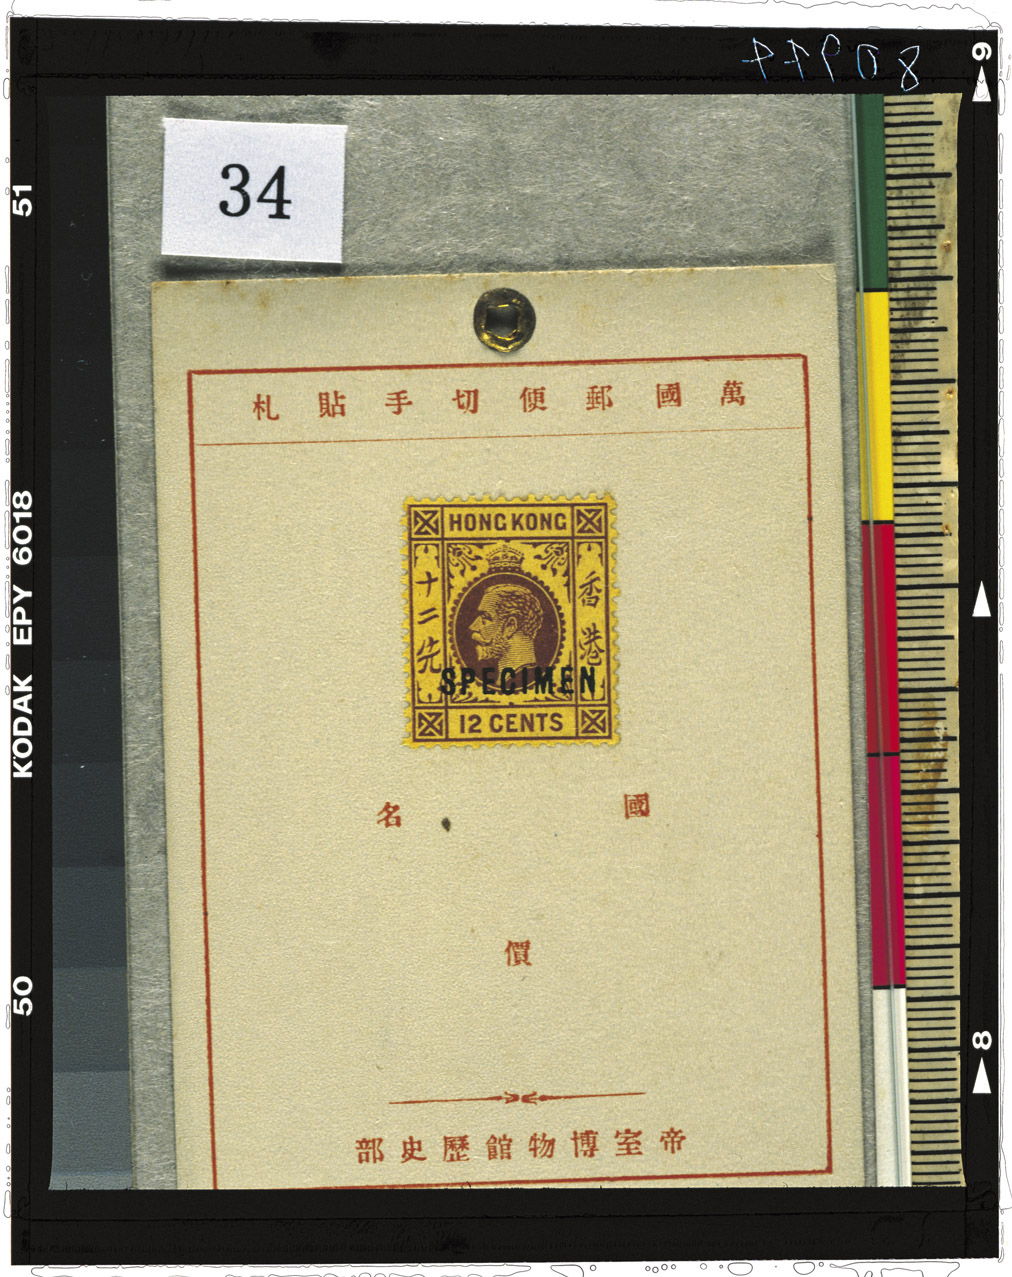 80974
9
51
34
萬國郵便切手貼札
HONG KONG
香港
十二先
SPECIMEN
12 CENTS
KODAK EPY 6018
國名
價
50
8
帝室博物館歷史部